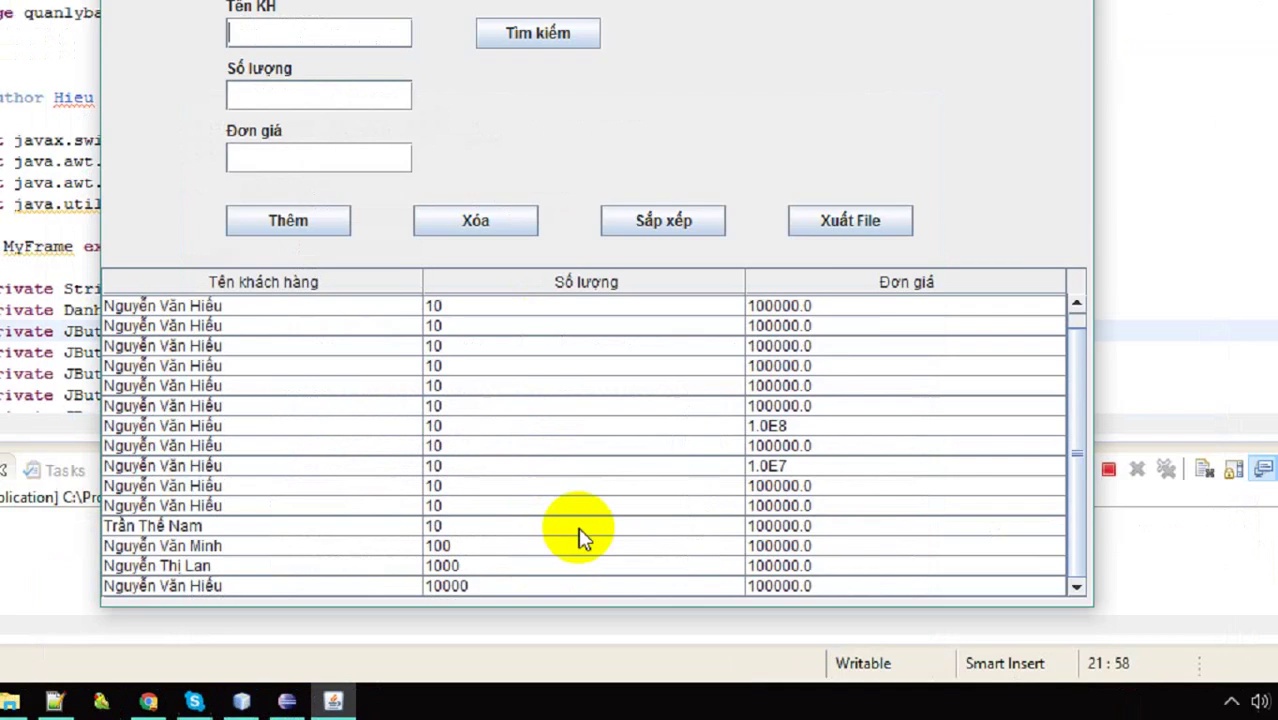 ge quanlyba
Tên KH
Tìm kiếm
Số lượng
uthor Hieu
Đơn giá
t javax.swi
t java.awt.
t java.awt.
t java.util
Thêm Xóa Sắp xếp Xuất File
MyFrame ex
Tên khách hàng Số lượng Đơn giá
rivate Stri
Nguyễn Văn Hiếu 10 100000.0
rivate Danh
Nguyễn Văn Hiếu 10 100000.0
rivate JBut
Nguyễn Văn Hiếu 10 100000.0
rivate JBut
Nguyễn Văn Hiếu 10 100000.0
rivate JBut
Nguyễn Văn Hiếu 10 100000.0
rivate JBut
Nguyễn Văn Hiếu 10 100000.0
Nguyễn Văn Hiếu 10 1.0E8
Nguyễn Văn Hiếu 10 100000.0
Tasks
Nguyễn Văn Hiếu 10 1.0E7
Nguyễn Văn Hiếu 10 100000.0
plication] C:\Pro
Nguyễn Văn Hiếu 10 100000.0
Trần Thế Nam 10 100000.0
Nguyễn Văn Minh 100 100000.0
Nguyễn Thị Lan 1000 100000.0
Nguyễn Văn Hiếu 10000 100000.0
Writable Smart Insert 21 : 58